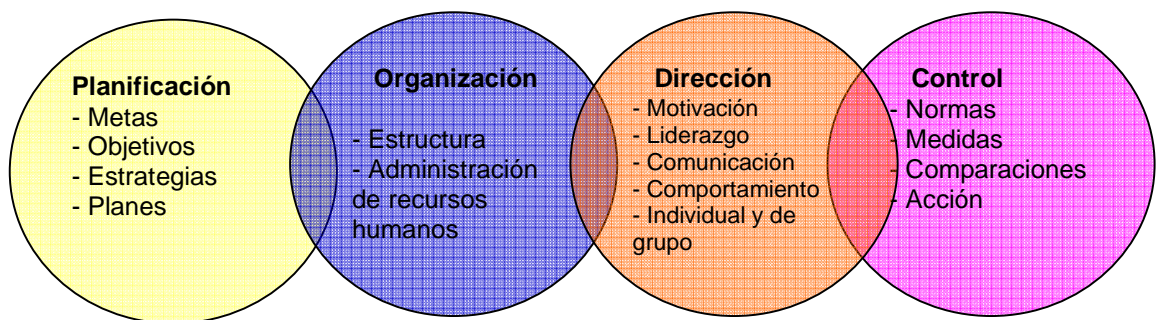 Planificación
- Metas
- Objetivos
- Estrategias
- Planes
Organización
- Estructura
- Administración
de recursos
humanos
Dirección
- Motivación
- Liderazgo
- Comunicación
- Comportamiento
- Individual y de
grupo
Control
- Normas
- Medidas
- Comparaciones
- Acción